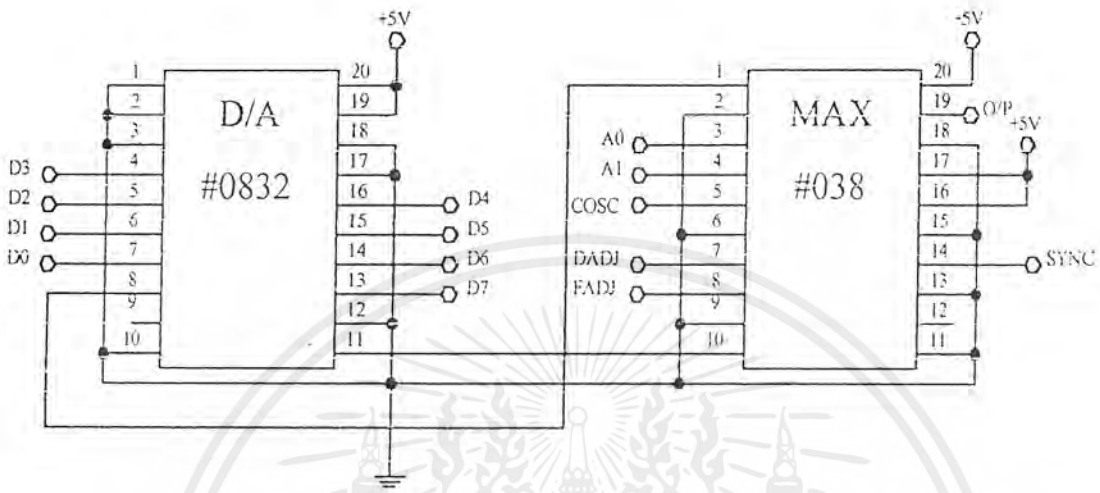 +5V
-5V
1
2
3
4
5
6
7
8
9
10
D/A
#0832
20
19
18
17
16
15
14
13
12
11
D3
D2
D1
D0
D4
D5
D6
D7
1
2
3
4
5
6
7
8
9
10
MAX
#038
20
19
18
17
16
15
14
13
12
11
A0
A1
COSC
DADJ
FADJ
O/P
+5V
SYNC